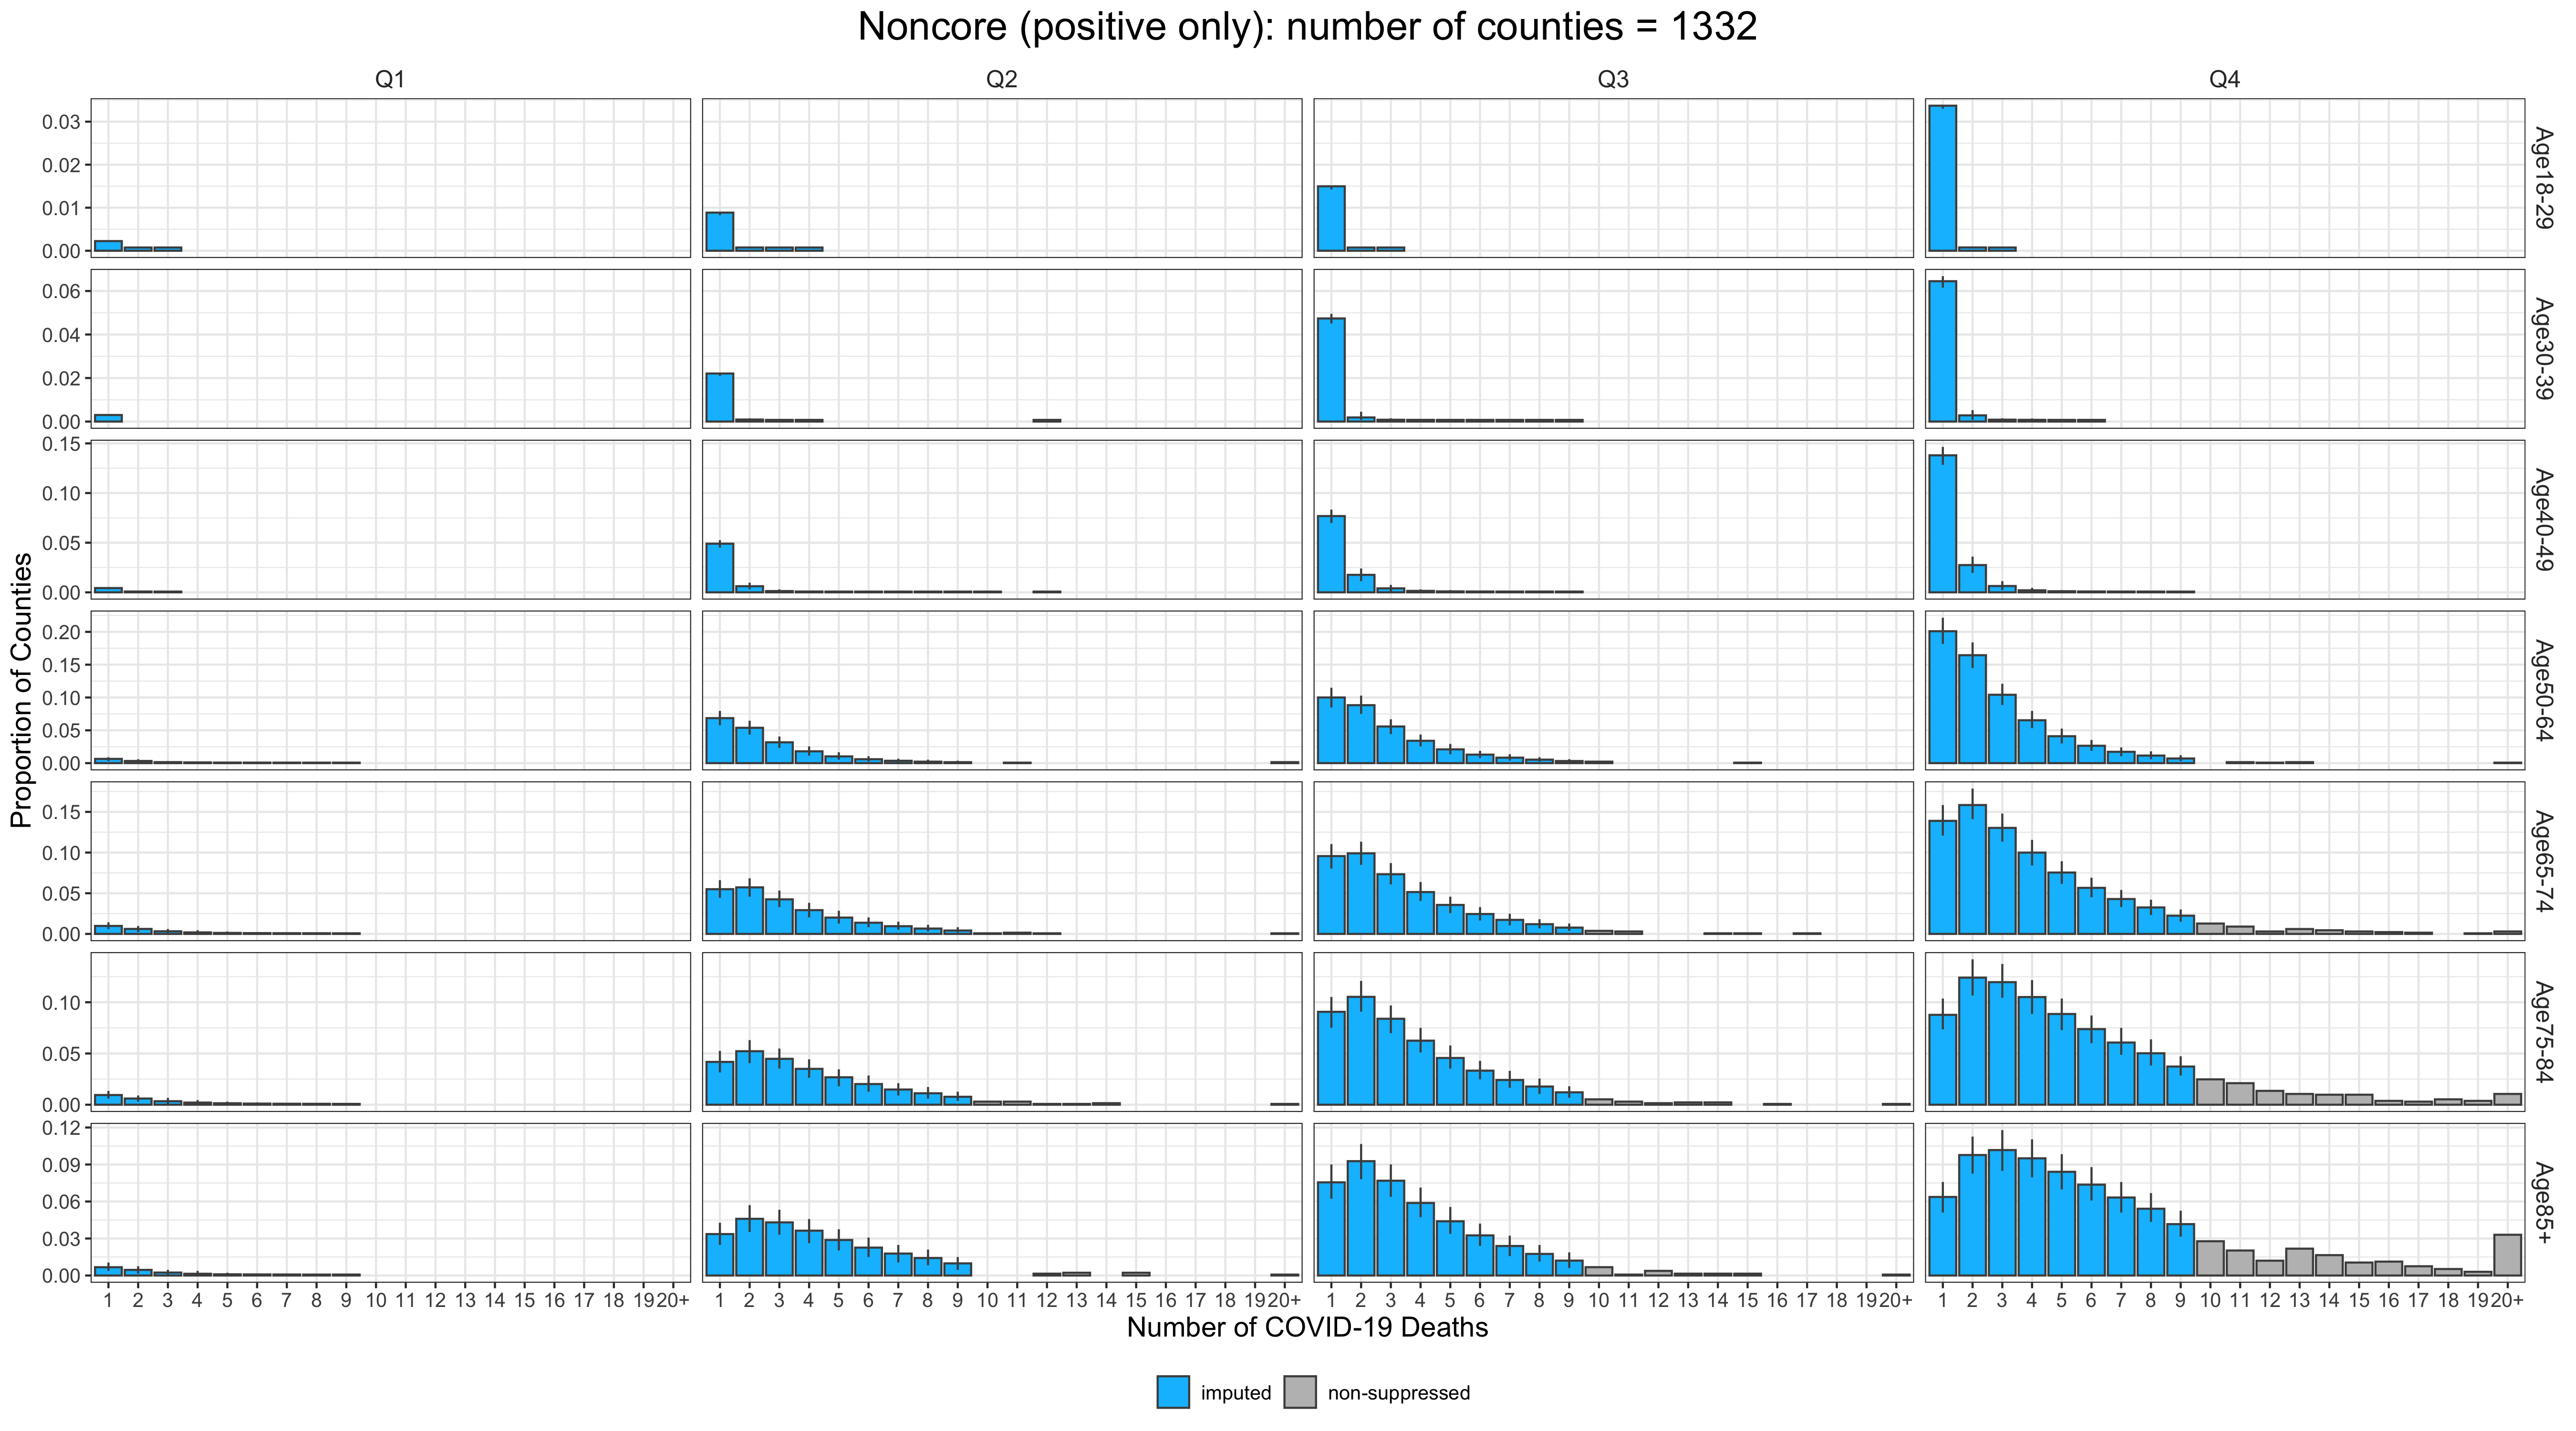 Noncore (positive only): number of counties = 1332
Q1 Q2 Q3 Q4
0.03
0.02
0.01
0.00
Age18-29
0.06
0.04
0.02
0.00
Age30-39
0.15
0.10
0.05
0.00
Age40-49
0.20
0.15
0.10
0.05
0.00
Age50-64
0.15
0.10
0.05
0.00
Age65-74
0.10
0.05
0.00
Age75-84
0.12
0.09
0.06
0.03
0.00
Age85+
Proportion of Counties
1 2 3 4 5 6 7 8 9 10 11 12 13 14 15 16 17 18 19 20+ 1 2 3 4 5 6 7 8 9 10 11 12 13 14 15 16 17 18 19 20+ 1 2 3 4 5 6 7 8 9 10 11 12 13 14 15 16 17 18 19 20+ 1 2 3 4 5 6 7 8 9 10 11 12 13 14 15 16 17 18 19 20+
Number of COVID-19 Deaths
imputed non-suppressed